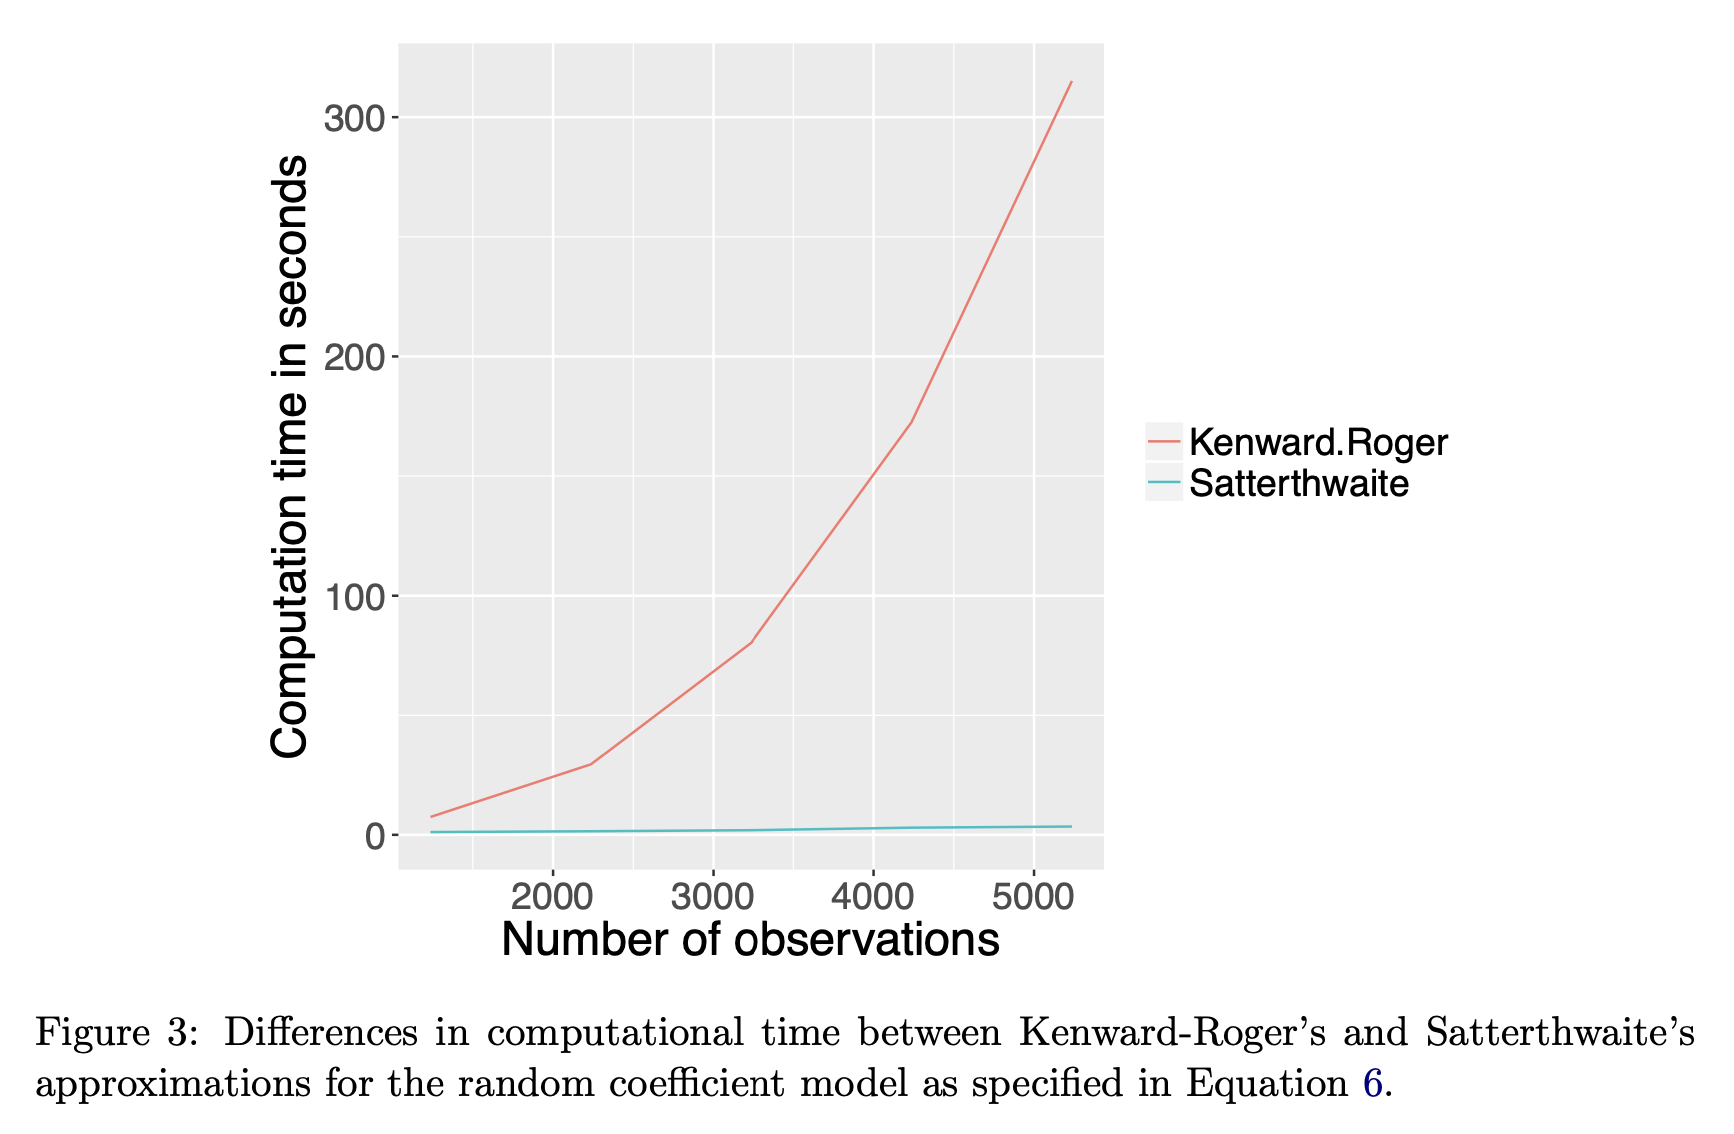 300
200
100
0
Computation time in seconds
2000 3000 4000 5000
Number of observations
Kenward.Roger
Satterthwaite
Figure 3: Differences in computational time between Kenward-Roger’s and Satterthwaite’s
approximations for the random coefficient model as specified in Equation 6.